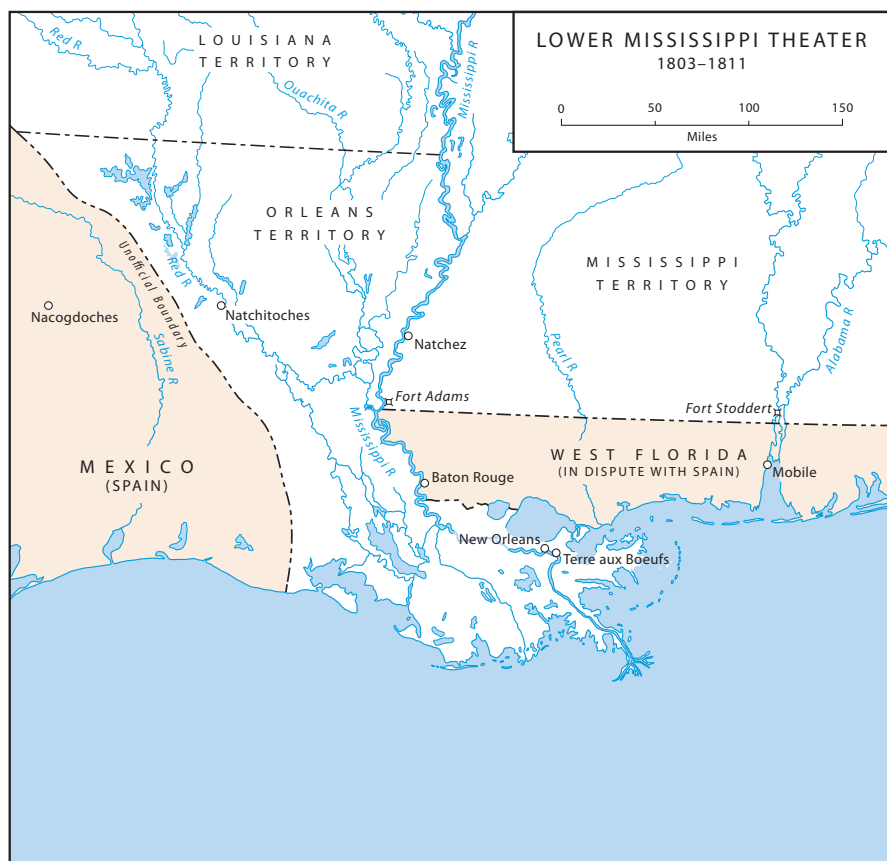 LOWER MISSISSIPPI THEATER
1803–1811
0 50 100 150
Miles
Red R
LOUISIANA
TERRITORY
Ouachita R
Mississippi R
ORLEANS
TERRITORY
MISSISSIPPI
TERRITORY
Unofficial Boundary
Red R
Nacogdoches
Natchitoches
Sabine R
Natchez
Pearl R
Alabama R
Fort Adams
Fort Stoddert
Mississippi R
MEXICO
(SPAIN)
WEST FLORIDA
(IN DISPUTE WITH SPAIN)
Mobile
Baton Rouge
New Orleans
Terre aux Boeufs